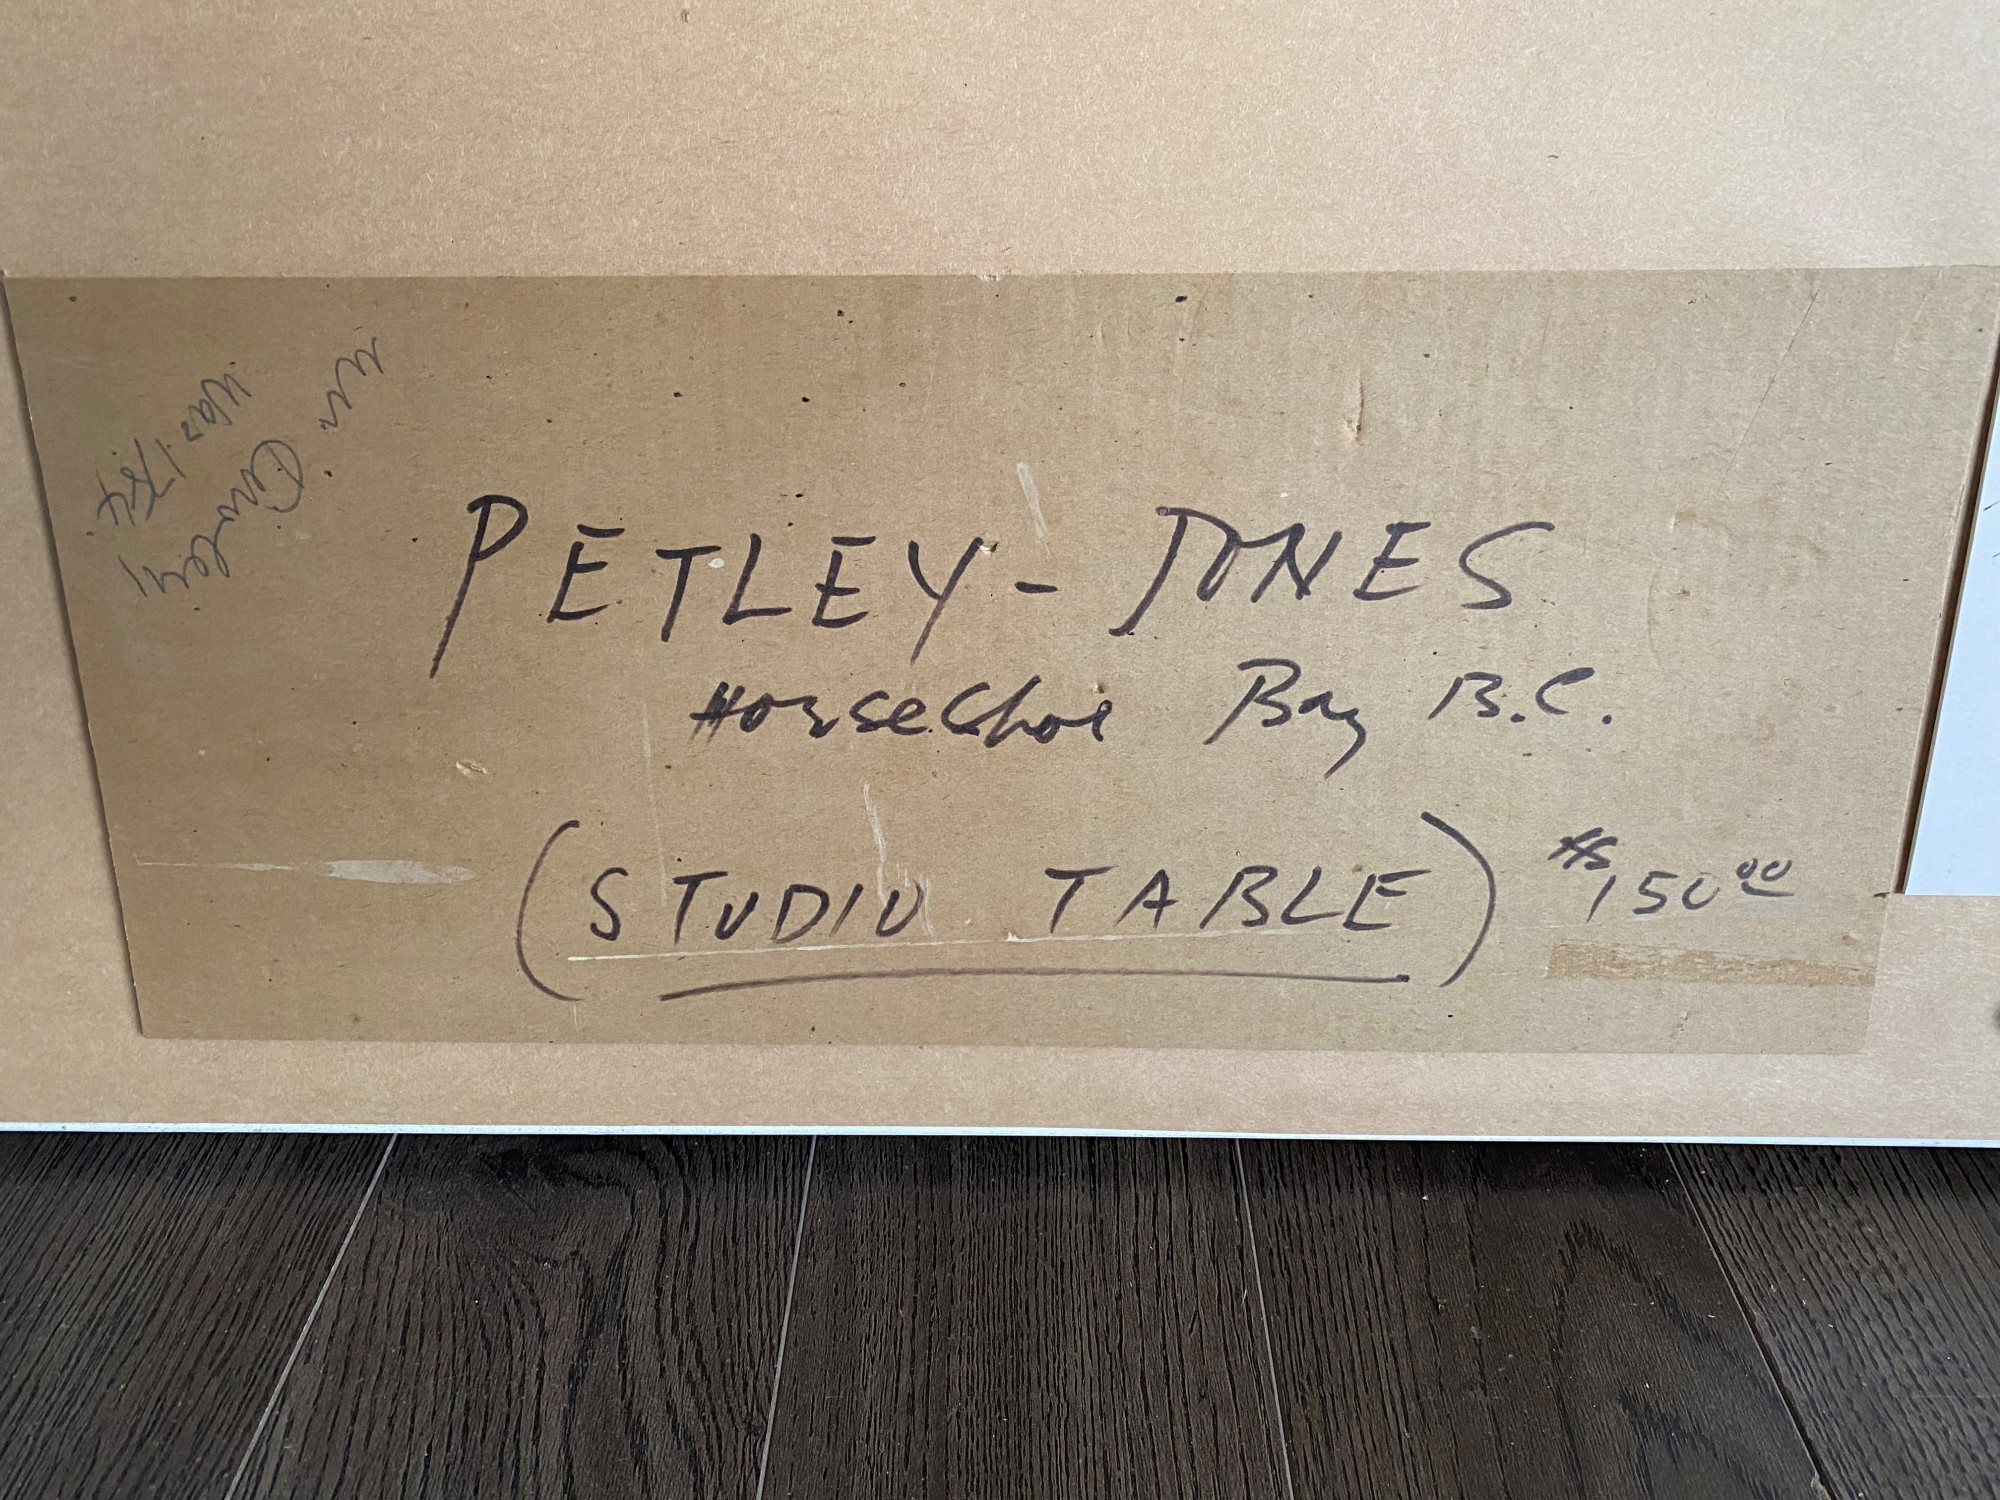 PETLEY-JONES
HorseShoe Bay B.C.
(STUDIO TABLE) $150.00